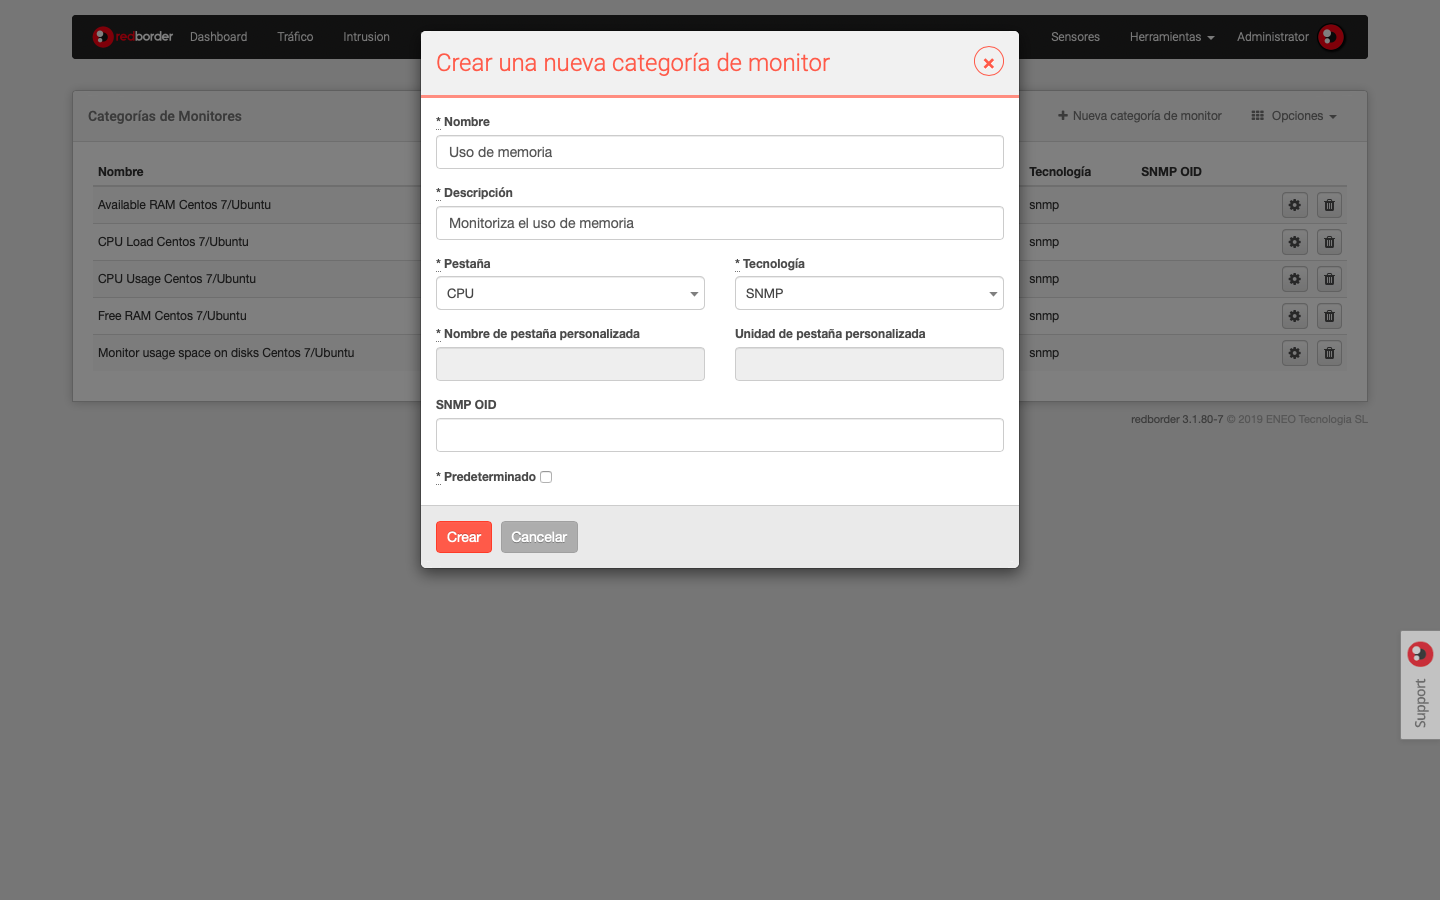 redborder Dashboard Tráfico Intrusion Sensores Herramientas Administrator
Crear una nueva categoría de monitor
Categorías de Monitores + Nueva categoría de monitor Opciones
* Nombre
Uso de memoria
* Descripción
Monitoriza el uso de memoria
* Pestaña * Tecnología
CPU SNMP
* Nombre de pestaña personalizada Unidad de pestaña personalizada
SNMP OID
* Predeterminado
Crear Cancelar
Nombre Tecnología SNMP OID
Available RAM Centos 7/Ubuntu snmp
CPU Load Centos 7/Ubuntu snmp
CPU Usage Centos 7/Ubuntu snmp
Free RAM Centos 7/Ubuntu snmp
Monitor usage space on disks Centos 7/Ubuntu snmp
redborder 3.1.80-7 © 2019 ENEO Tecnología SL
Support